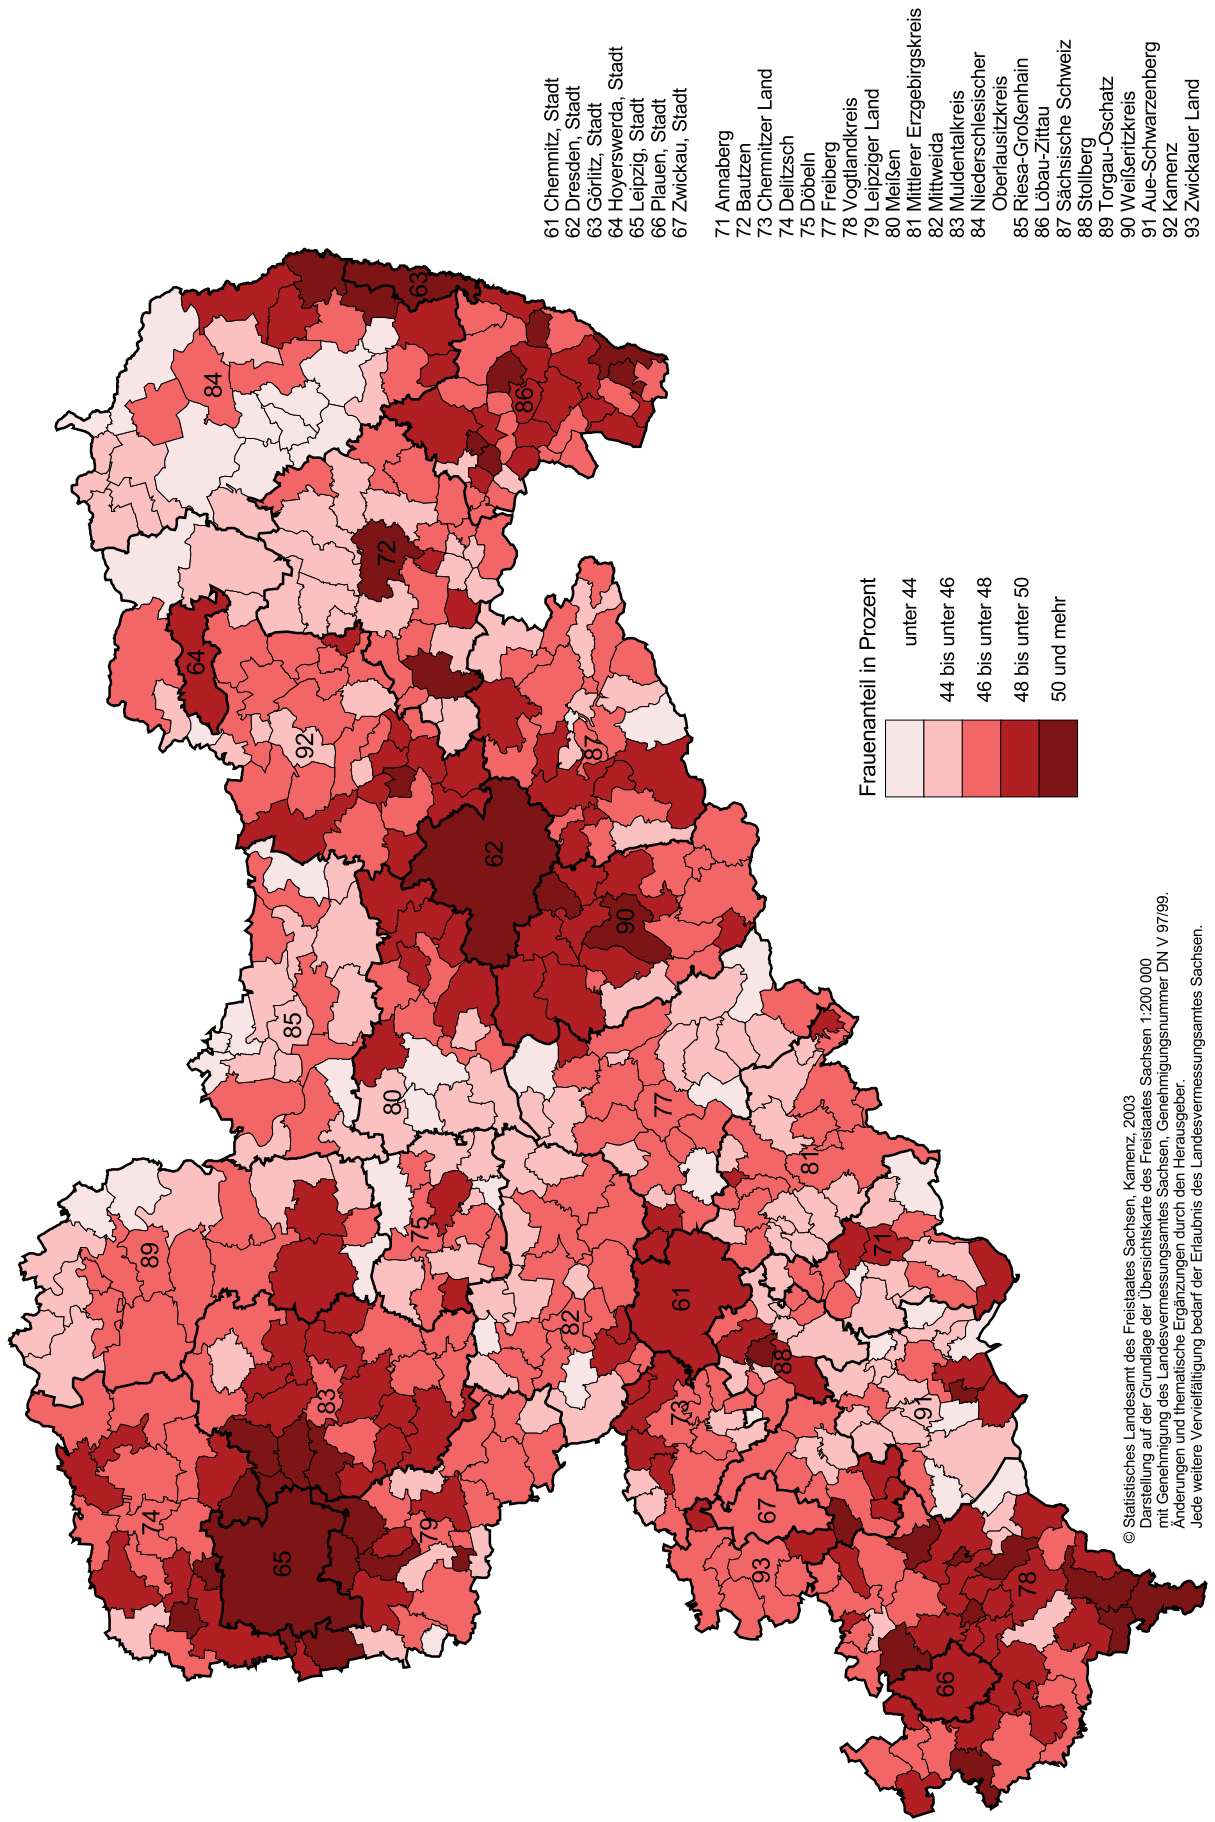 61 Chemnitz, Stadt
62 Dresden, Stadt
63 Görlitz, Stadt
64 Hoyerswerda, Stadt
65 Leipzig, Stadt
66 Plauen, Stadt
67 Zwickau, Stadt
71 Annaberg
72 Bautzen
73 Chemnitzer Land
74 Delitzsch
75 Döbeln
77 Freiberg
78 Vogtlandkreis
79 Leipziger Land
80 Meißen
81 Mittlerer Erzgebirgskreis
82 Mittweida
83 Muldentalkreis
84 Niederschlesischer
Oberlausitzkreis
85 Riesa-Großenhain
86 Löbau-Zittau
87 Sächsische Schweiz
88 Stollberg
89 Torgau-Oschatz
90 Weißeritzkreis
91 Aue-Schwarzenberg
92 Kamenz
93 Zwickauer Land
Frauenanteil in Prozent
unter 44
44 bis unter 46
46 bis unter 48
48 bis unter 50
50 und mehr
© Statistisches Landesamt des Freistaates Sachsen, Kamenz, 2003
Darstellung auf der Grundlage der Übersichtskarte des Freistaates Sachsen 1:200 000
mit Genehmigung des Landesvermessungsamtes Sachsen, Genehmigungsnummer DN V 97/99.
Änderungen und thematische Ergänzungen durch den Herausgeber.
Jede weitere Vervielfältigung bedarf der Erlaubnis des Landesvermessungsamtes Sachsen.
89
74
65
83
79
75
82
73
67
93
66
78
91
88
61
71
81
77
80
85
62
90
87
92
64
72
86
84
63